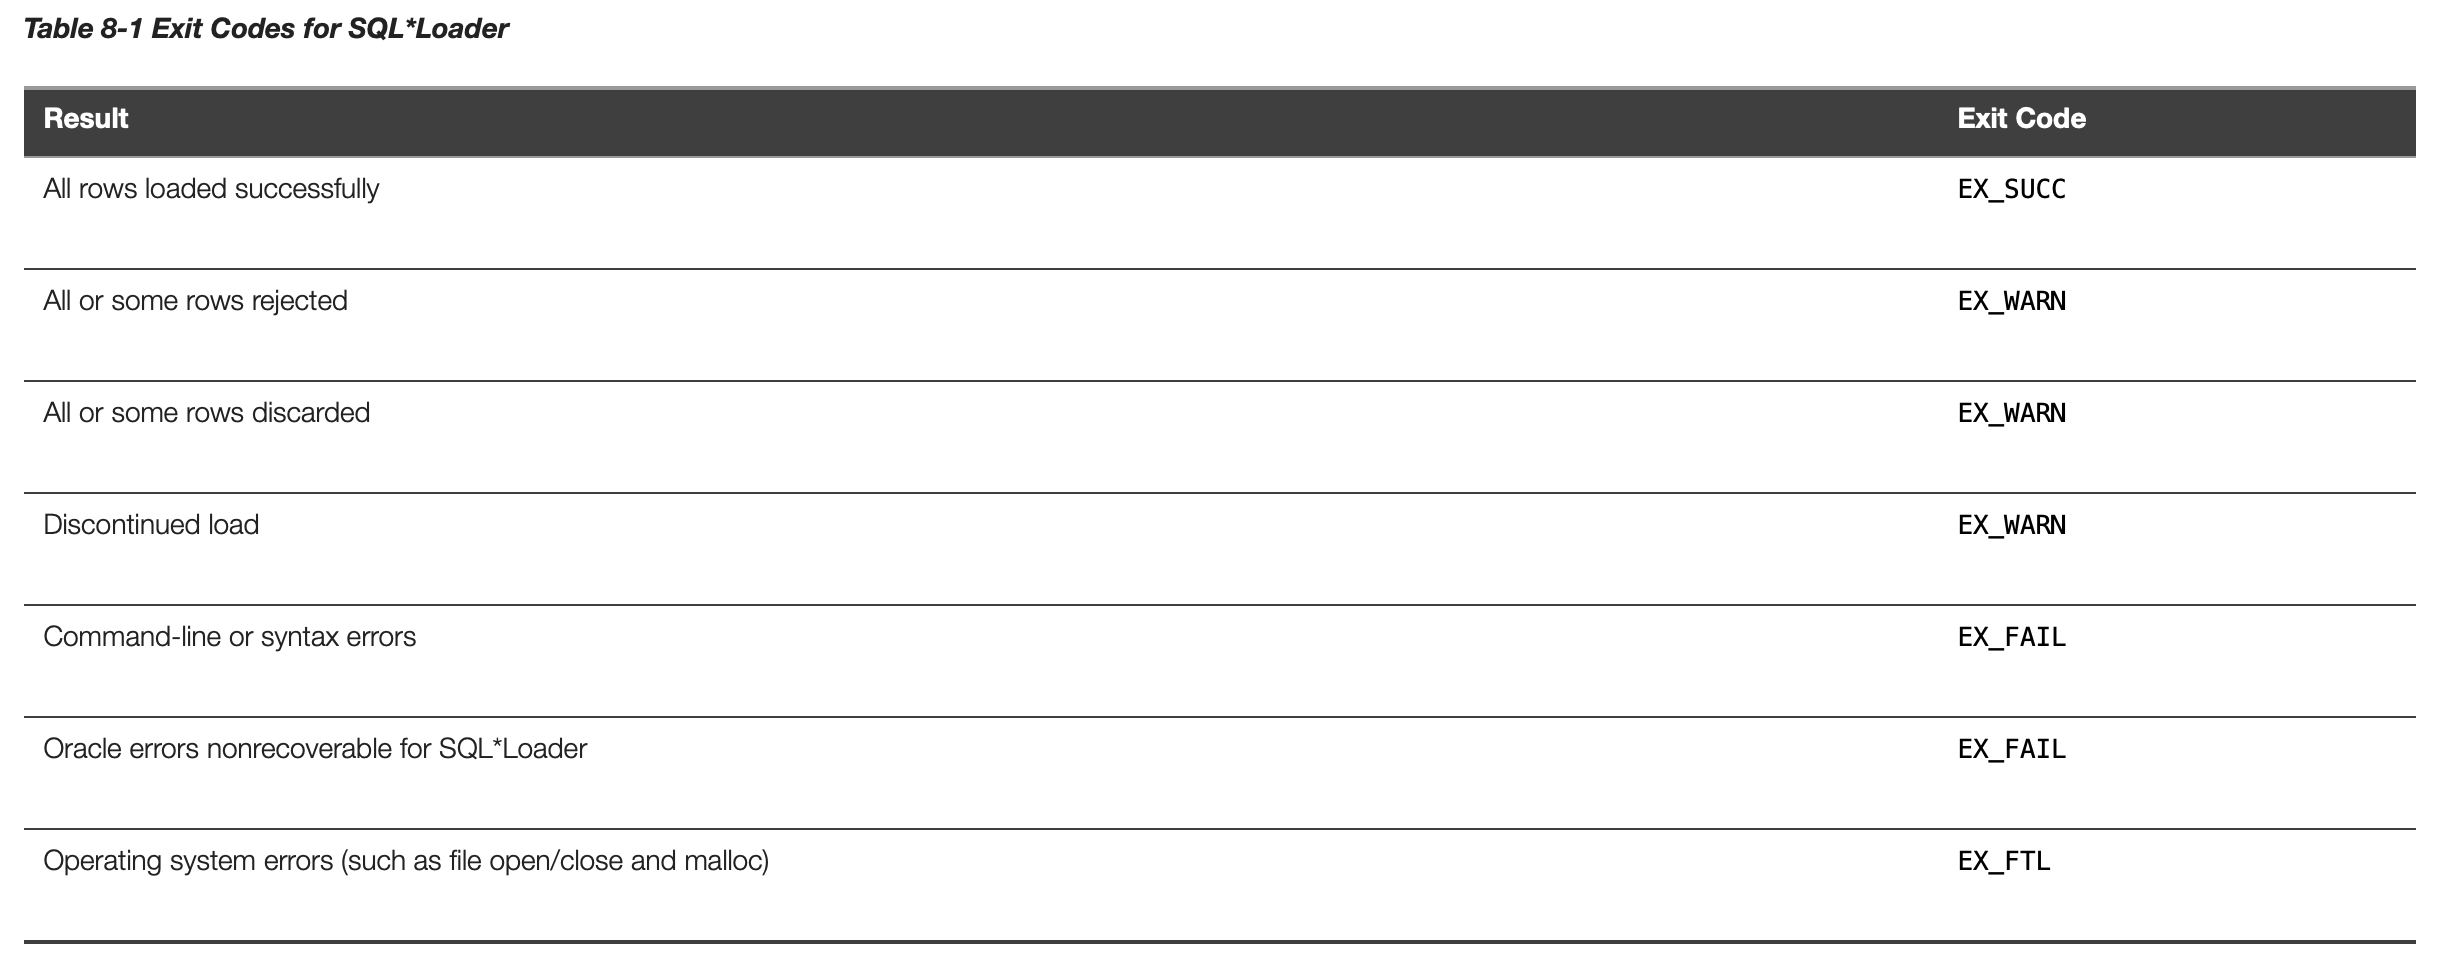 Table 8-1 Exit Codes for SQL*Loader
Result Exit Code
All rows loaded successfully EX_SUCC
All or some rows rejected EX_WARN
All or some rows discarded EX_WARN
Discontinued load EX_WARN
Command-line or syntax errors EX_FAIL
Oracle errors nonrecoverable for SQL*Loader EX_FAIL
Operating system errors (such as file open/close and malloc) EX_FTL